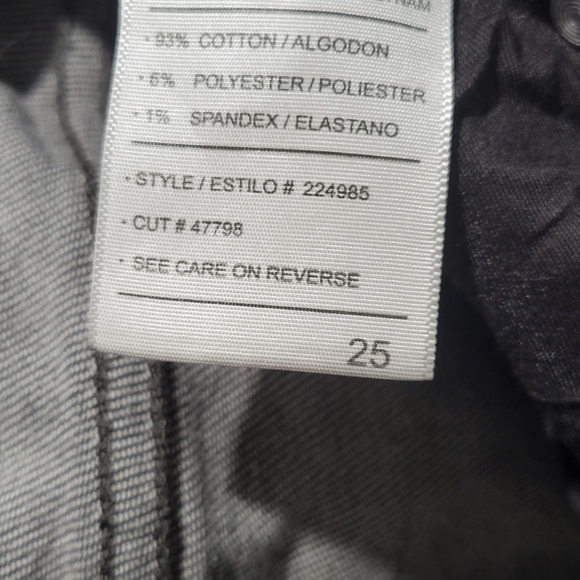 · 93% COTTON / ALGODON
· 6% POLYESTER / POLIESTER
· 1% SPANDEX / ELASTANO
· STYLE / ESTILO # 224985
· CUT # 47798
· SEE CARE ON REVERSE
25